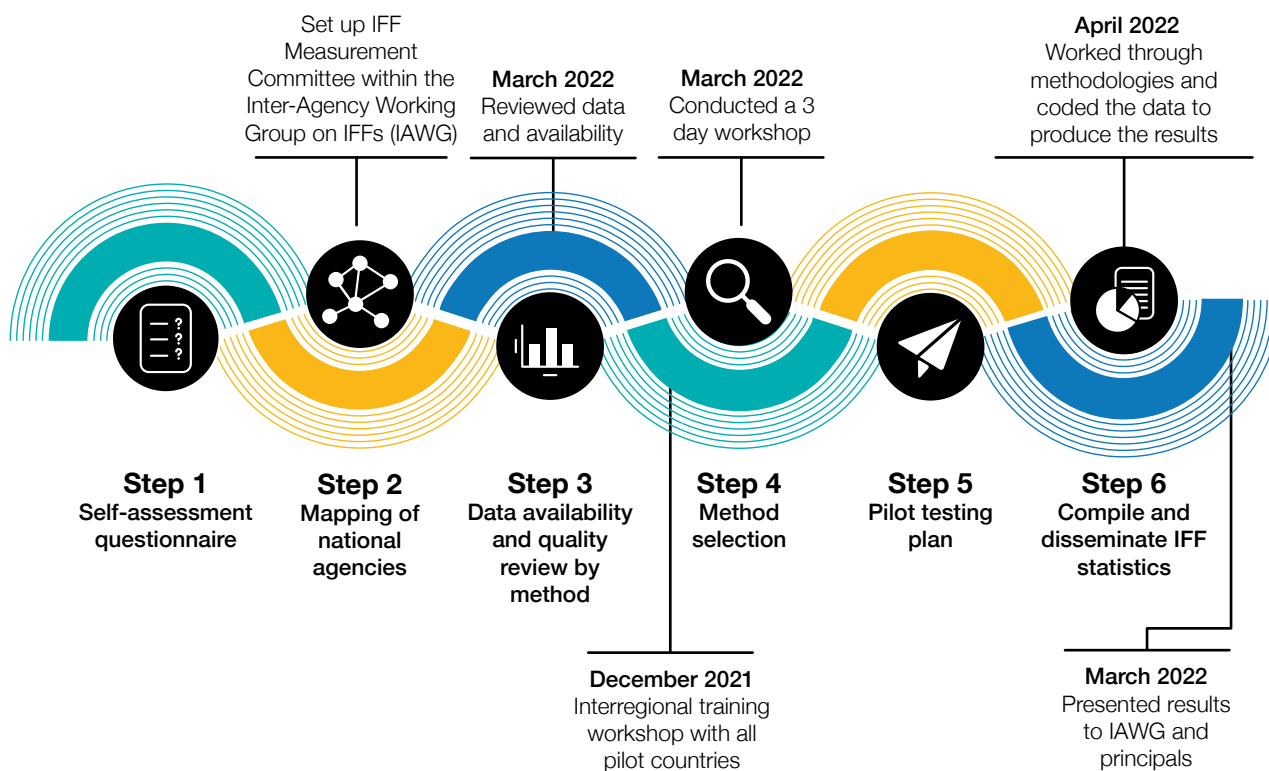 Set up IFF
Measurement
Committee within the
Inter-Agency Working
Group on IFFs (IAWG)
March 2022
Reviewed data
and availability
March 2022
Conducted a 3
day workshop
April 2022
Worked through
methodologies and
coded the data to
produce the results
?
?
?
Step 1
Self-assessment
questionnaire
Step 2
Mapping of
national
agencies
Step 3
Data availability
and quality
review by
method
Step 4
Method
selection
Step 5
Pilot testing
plan
Step 6
Compile and
disseminate IFF
statistics
December 2021
Interregional training
workshop with all
pilot countries
March 2022
Presented results
to IAWG and
principals